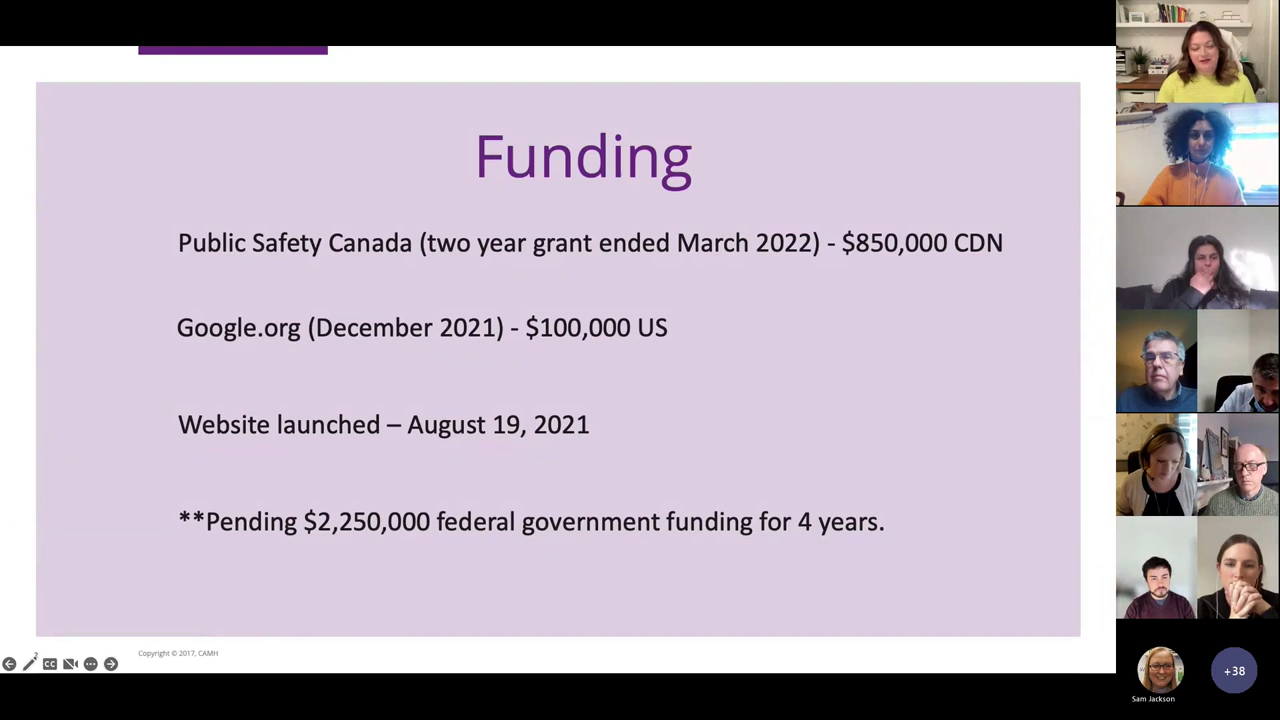 Funding
Public Safety Canada (two year grant ended March 2022) - $850,000 CDN
Google.org (December 2021) - $100,000 US
Website launched – August 19, 2021
**Pending $2,250,000 federal government funding for 4 years.
Copyright © 2017, CAMH
CC
Sam Jackson
+38